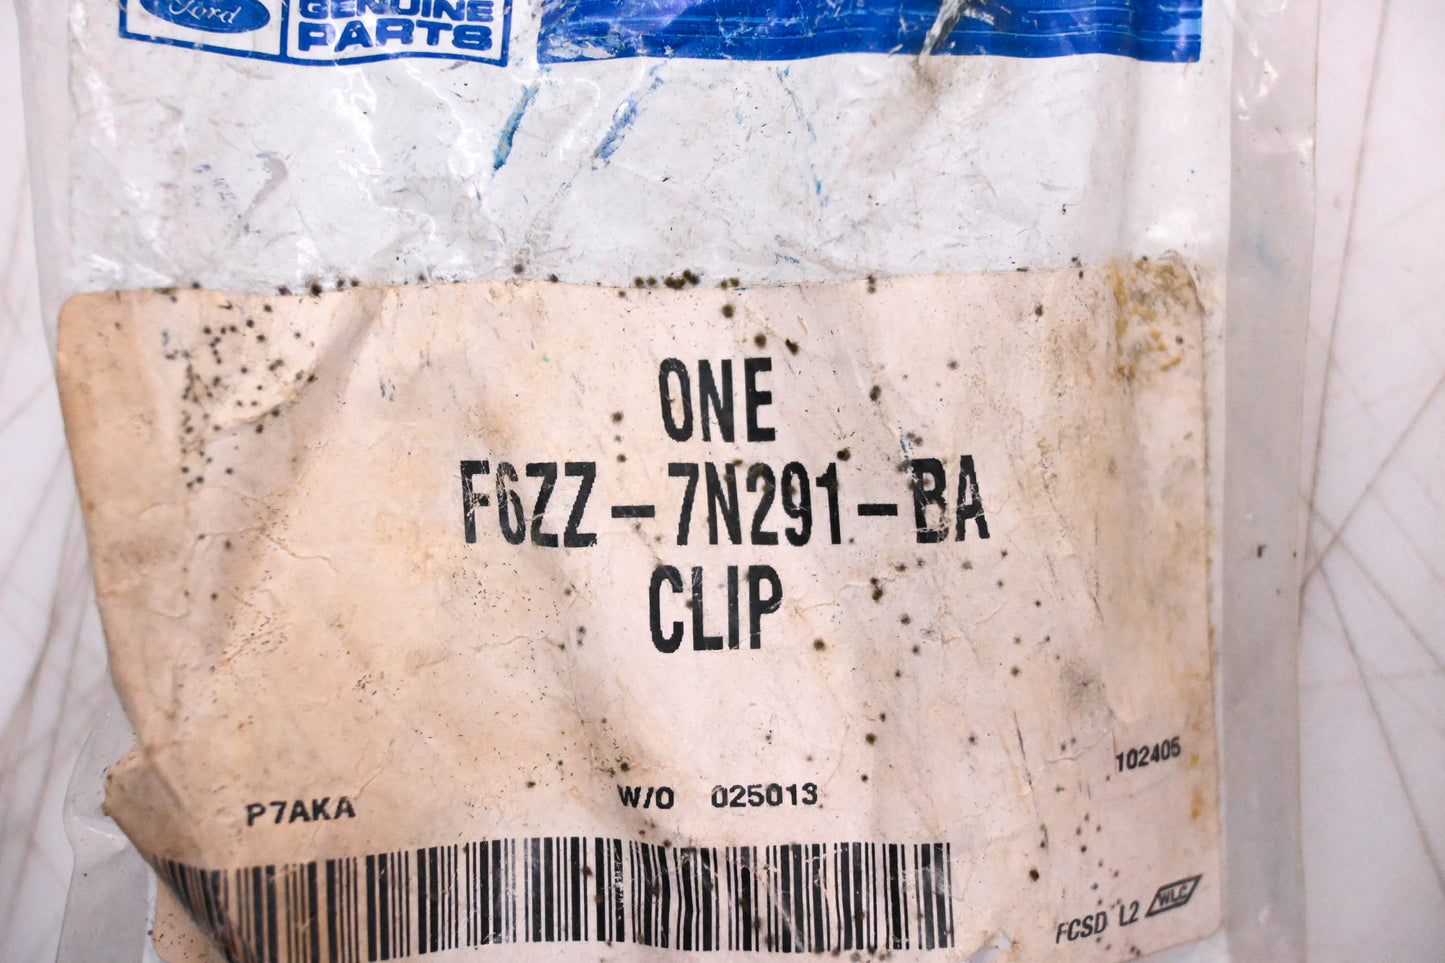 Ford
GENUINE
PARTS
ONE
F6ZZ-7N291-BA
CLIP
102405
P7AKA W/O 025013
FCSD L2 WLC